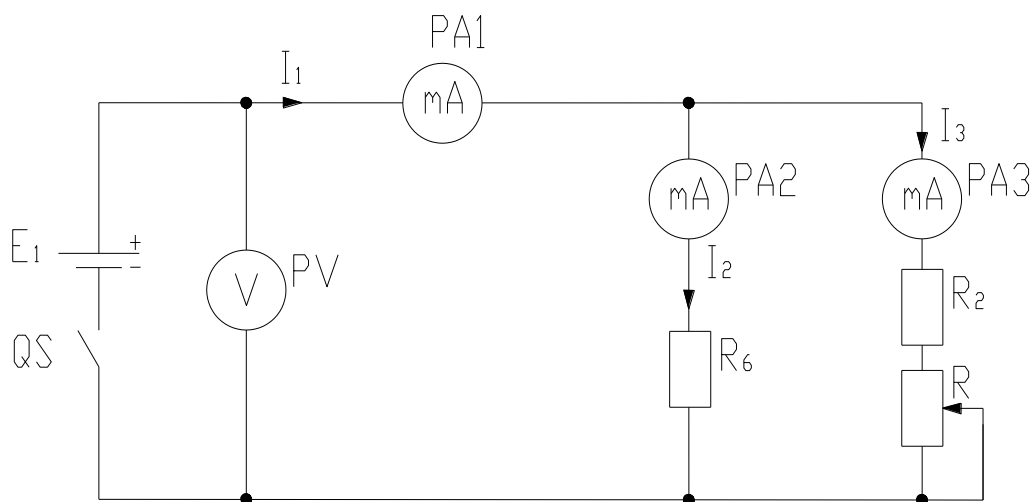 PA1
I₁
mA
I₃
mA
PA2
mA
PA3
E₁
+
−
V
PV
I₂
R₂
QS
R₆
R